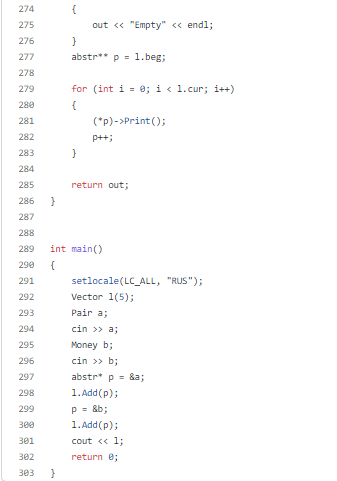 274 {
275 out << "Empty" << endl;
276 }
277 abstr** p = l.beg;
278
279 for (int i = 0; i < l.cur; i++)
280 {
281 (*p)->Print();
282 p++;
283 }
284
285 return out;
286 }
287
288
289 int main()
290 {
291 setlocale(LC_ALL, "RUS");
292 Vector l(5);
293 Pair a;
294 cin >> a;
295 Money b;
296 cin >> b;
297 abstr* p = &a;
298 l.Add(p);
299 p = &b;
300 l.Add(p);
301 cout << l;
302 return 0;
303 }